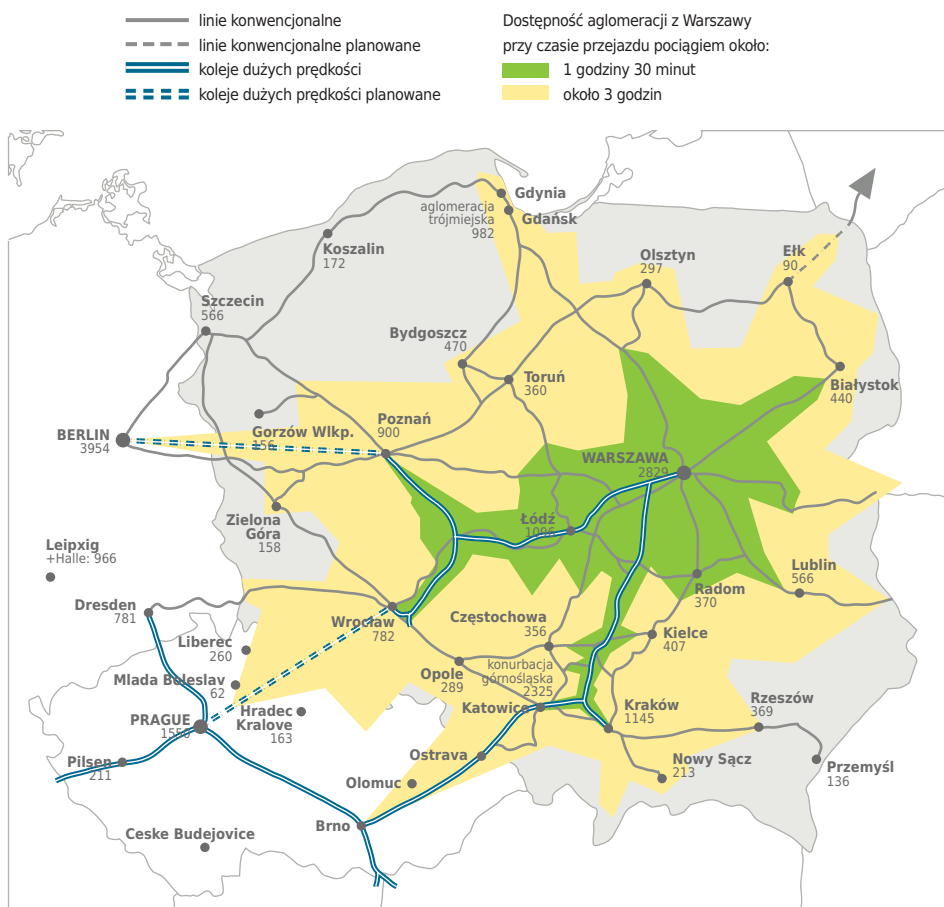 linie konwencjonalne
linie konwencjonalne planowane
koleje dużych prędkości
koleje dużych prędkości planowane
Dostępność aglomeracji z Warszawy
przy czasie przejazdu pociągiem około:
1 godziny 30 minut
około 3 godzin
Gdynia
aglomeracja
trójmiejska
982
Gdańsk
Koszalin
172
Olsztyn
297
Ełk
90
Szczecin
566
Bydgoszcz
470
Toruń
360
Białystok
440
BERLIN
3954
Gorzów Wlkp.
156
Poznań
900
WARSZAWA
2829
Zielona
Góra
158
Łódź
1096
Leipxig
+Halle: 966
Lublin
566
Radom
370
Dresden
781
Wrocław
782
Częstochowa
356
Kielce
407
Liberec
260
Opole
289
konurbacja
górnośląska
2325
Katowice
Mlada Boleslav
62
Hradec
Kralove
163
Kraków
1145
Rzeszów
369
PRAGUE
1550
Pilsen
211
Ostrava
Olomuc
Nowy Sącz
213
Przemyśl
136
Brno
Ceske Budejovice